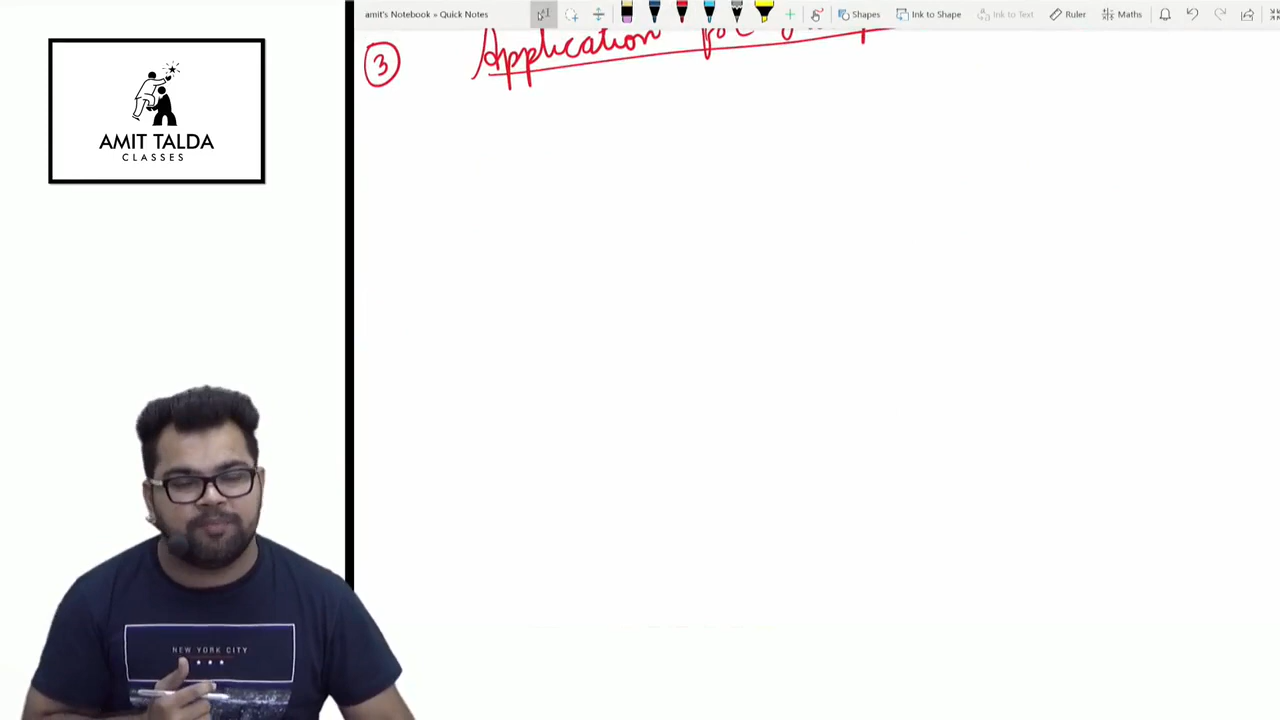 amit's Notebook » Quick Notes
Shapes
Ink to Shape
Ink to Text
Ruler
Maths
3 Application for
AMIT TALDA
CLASSES
NEW YORK CITY